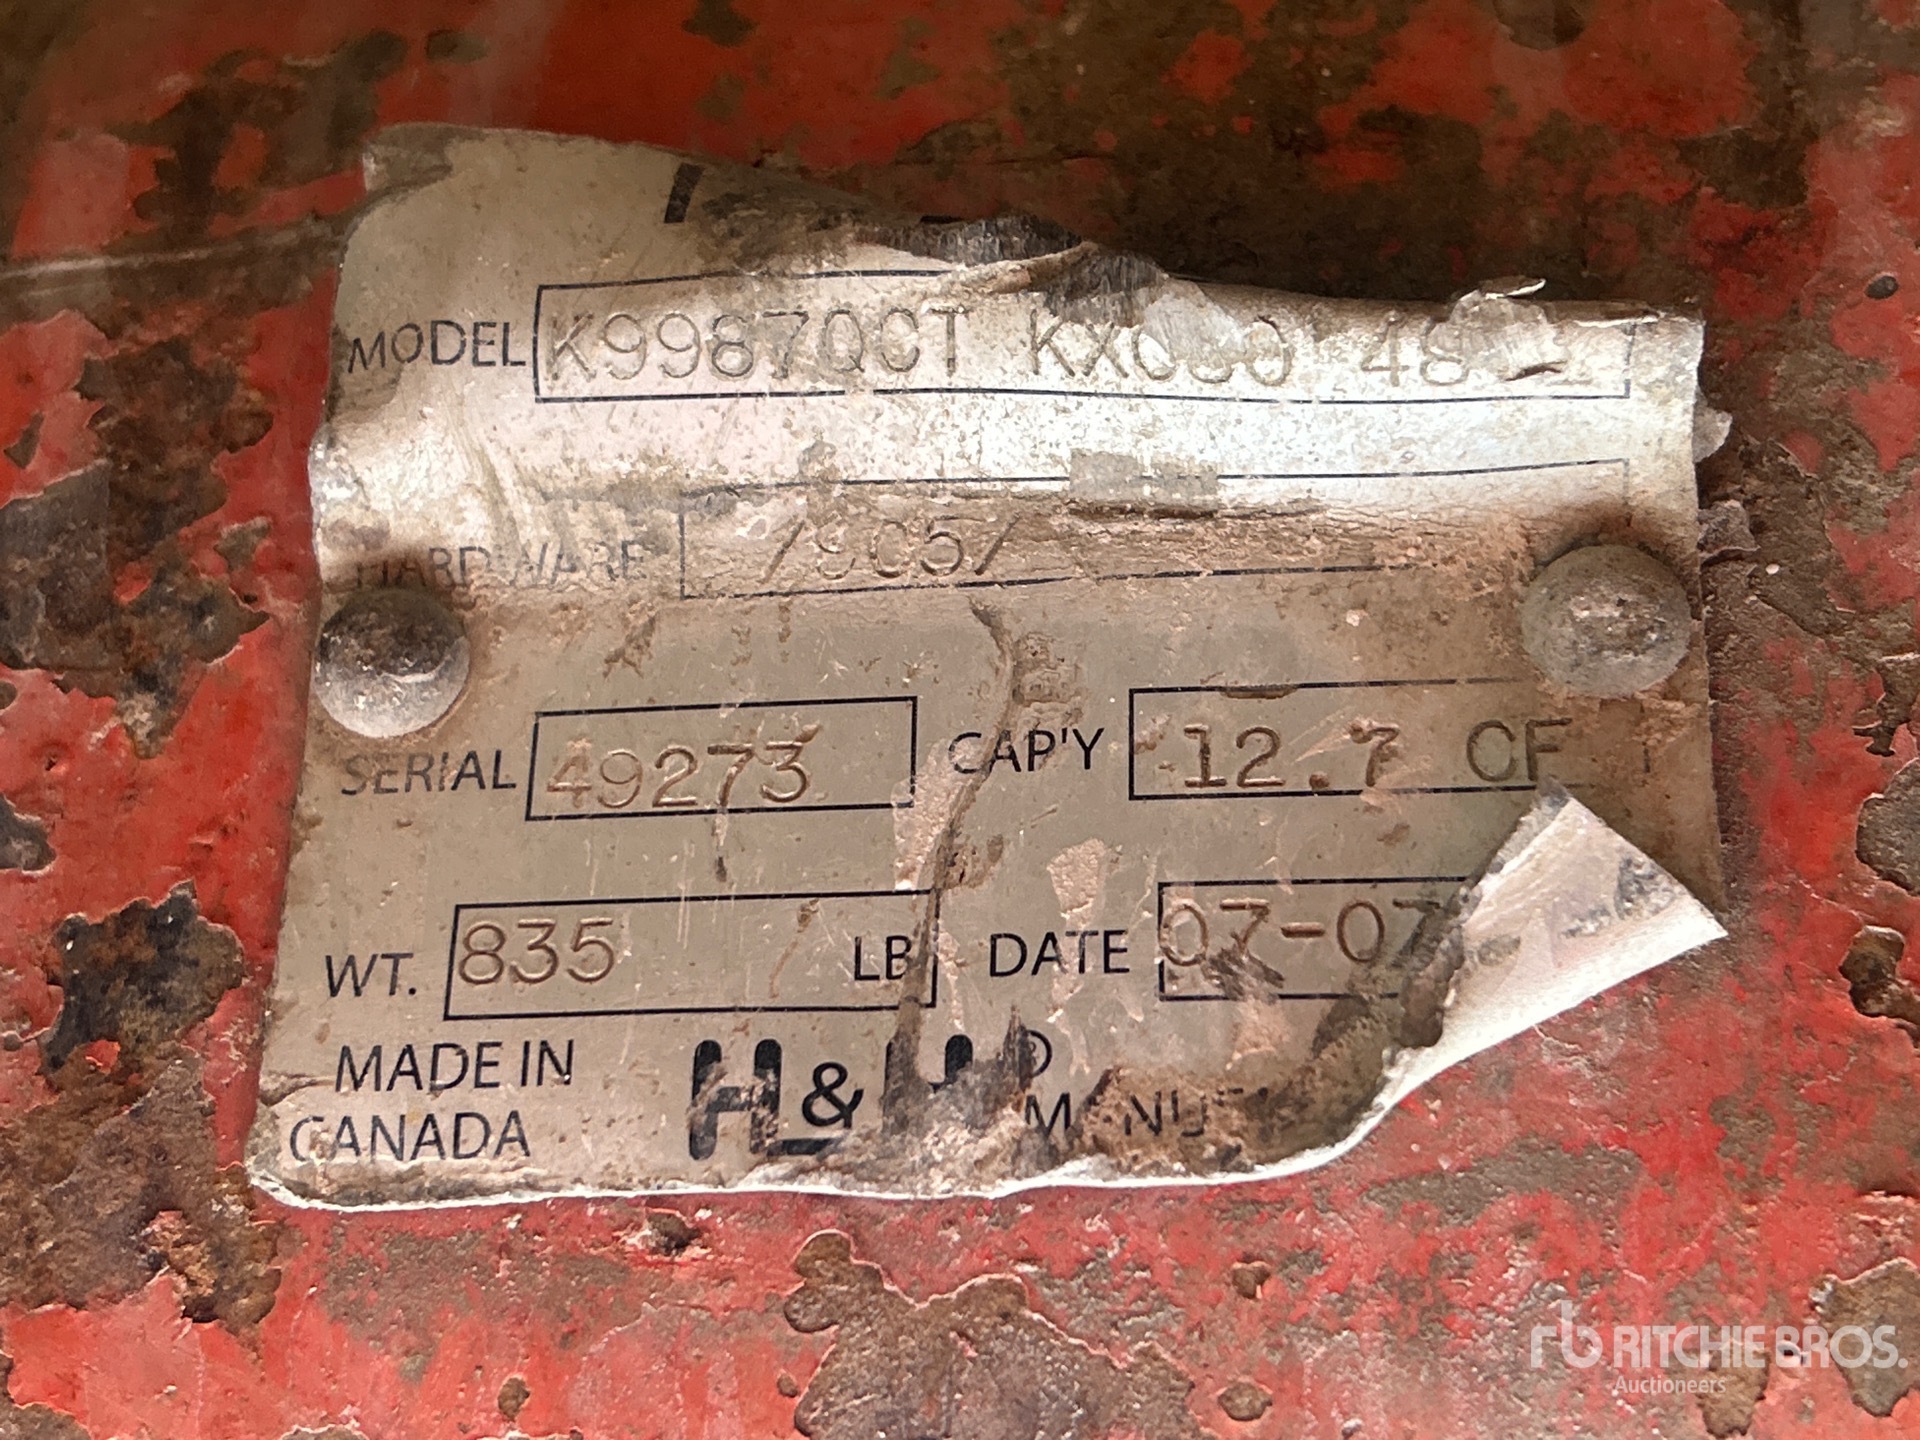 MODEL K99870CT KX080 48
HARDWARE /9057
SERIAL 49273 CAP'Y 12.7 CF
WT. 835 LB DATE 07-07
MADE IN CANADA H&H ®
RITCHIE BROS.
Auctioneers